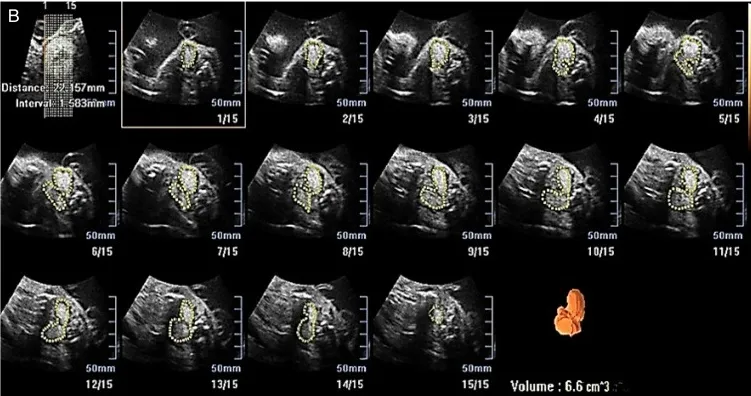 B
1 15
Distance: 22.157mm
Interval: 1.583mm
50mm 50mm 50mm 50mm 50mm
1/15 2/15 3/15 4/15 5/15
50mm 50mm 50mm 50mm 50mm 50mm
6/15 7/15 8/15 9/15 10/15 11/15
50mm 50mm 50mm 50mm
12/15 13/15 14/15 15/15
Volume : 6.6 cm^3